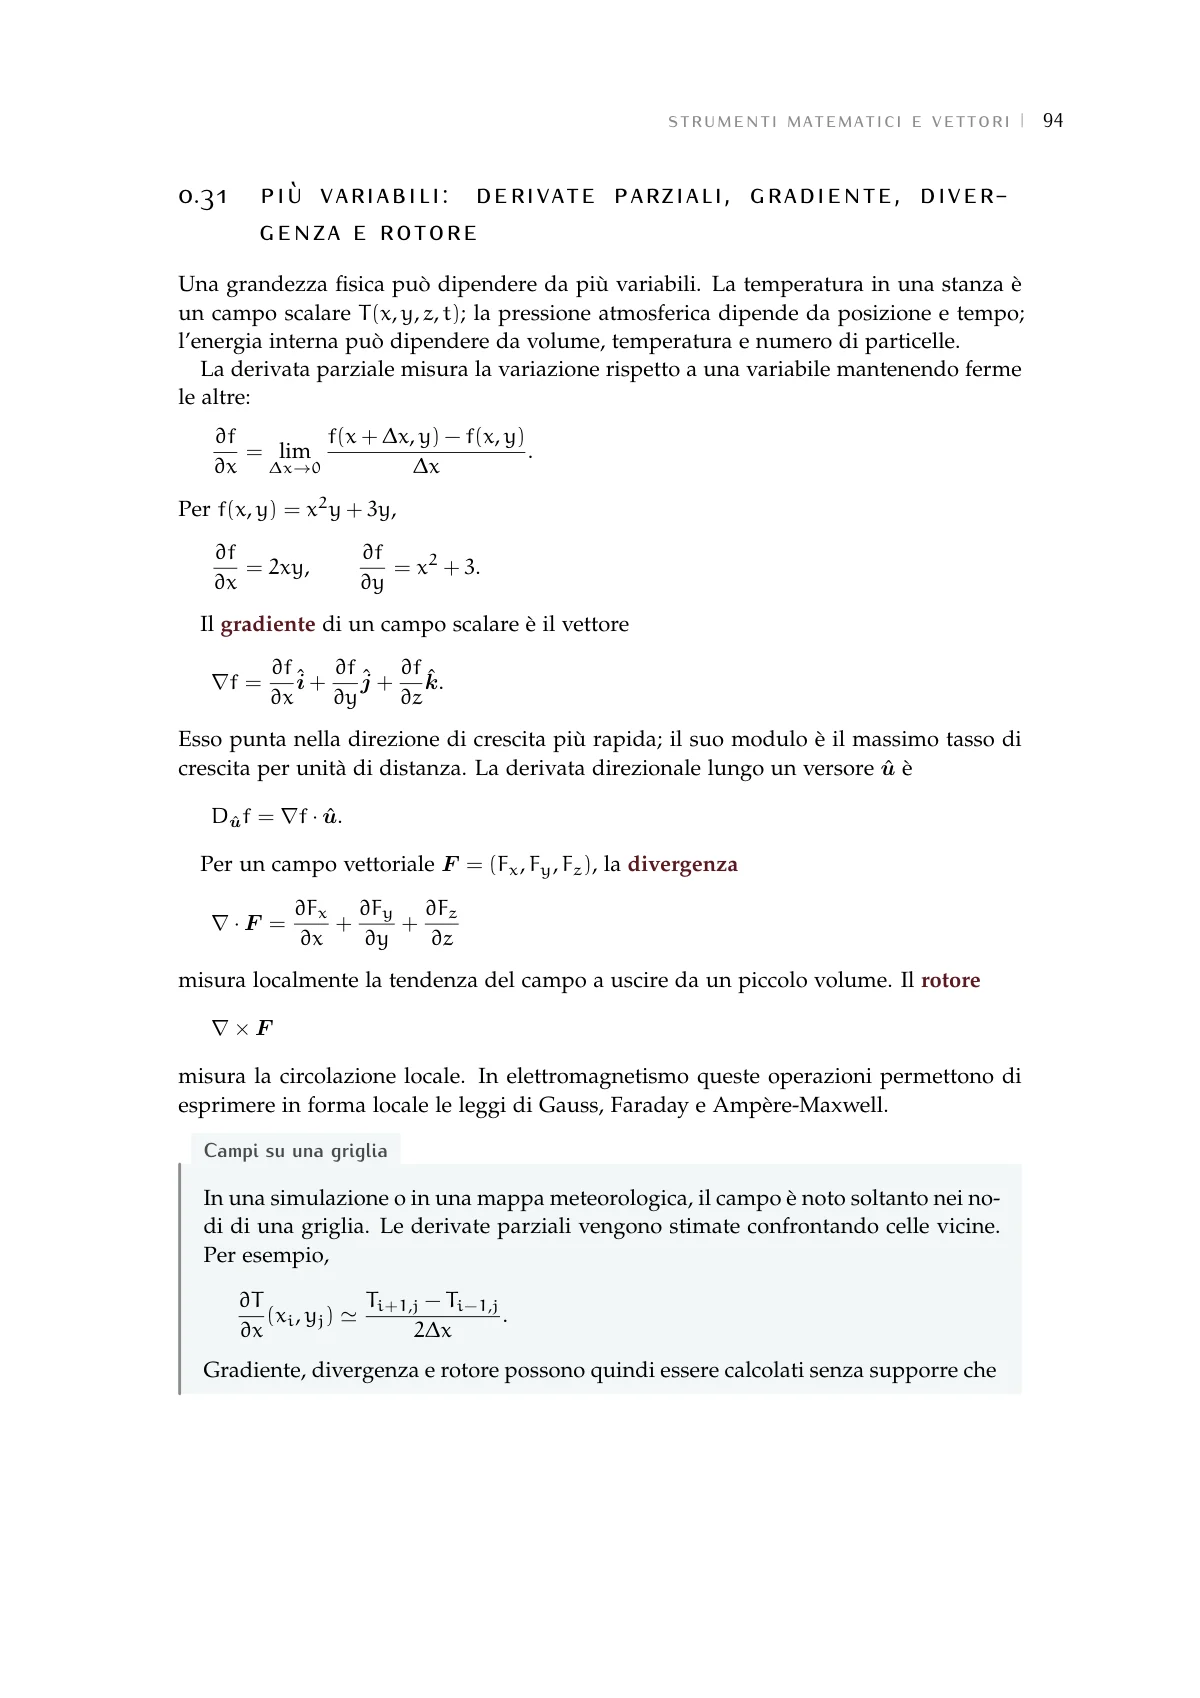 STRUMENTI MATEMATICI E VETTORI | 94
0.31 PIÙ VARIABILI: DERIVATE PARZIALI, GRADIENTE, DIVER-
GENZA E ROTORE
Una grandezza fisica può dipendere da più variabili. La temperatura in una stanza è
un campo scalare T(x, y, z, t); la pressione atmosferica dipende da posizione e tempo;
l'energia interna può dipendere da volume, temperatura e numero di particelle.
La derivata parziale misura la variazione rispetto a una variabile mantenendo ferme
le altre:
∂f/∂x = lim_{Δx→0} (f(x + Δx, y) − f(x, y))/Δx.
Per f(x, y) = x²y + 3y,
∂f/∂x = 2xy, ∂f/∂y = x² + 3.
Il gradiente di un campo scalare è il vettore
∇f = ∂f/∂x î + ∂f/∂y ĵ + ∂f/∂z k̂.
Esso punta nella direzione di crescita più rapida; il suo modulo è il massimo tasso di
crescita per unità di distanza. La derivata direzionale lungo un versore û è
D_û f = ∇f · û.
Per un campo vettoriale F = (F_x, F_y, F_z), la divergenza
∇ · F = ∂F_x/∂x + ∂F_y/∂y + ∂F_z/∂z
misura localmente la tendenza del campo a uscire da un piccolo volume. Il rotore
∇ × F
misura la circolazione locale. In elettromagnetismo queste operazioni permettono di
esprimere in forma locale le leggi di Gauss, Faraday e Ampère-Maxwell.
Campi su una griglia
In una simulazione o in una mappa meteorologica, il campo è noto soltanto nei no-
di di una griglia. Le derivate parziali vengono stimate confrontando celle vicine.
Per esempio,
∂T/∂x (x_i, y_j) ≃ (T_{i+1,j} − T_{i−1,j})/2Δx.
Gradiente, divergenza e rotore possono quindi essere calcolati senza supporre che